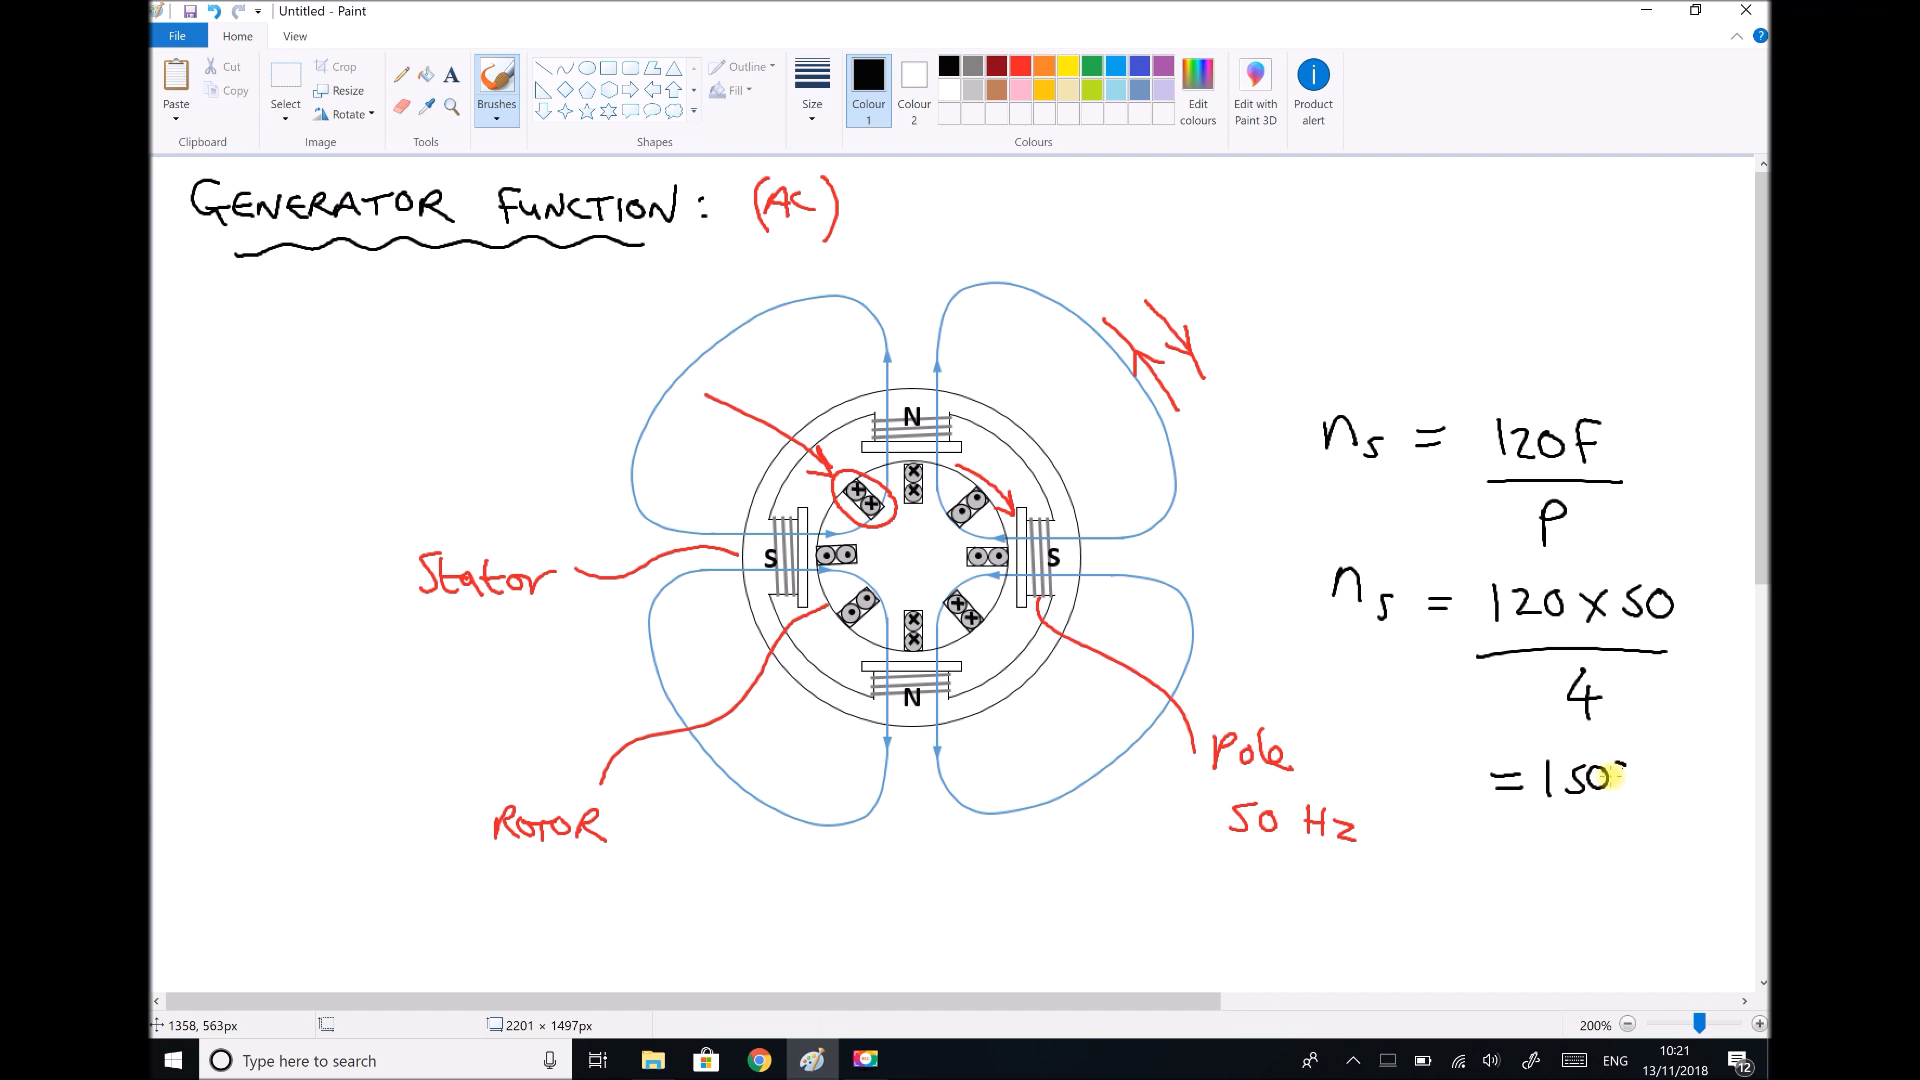 Untitled - Paint
File Home View
Paste
Cut
Copy
Clipboard
Select
Crop
Resize
Rotate
Image
Tools
Brushes
Shapes
Outline
Fill
Size
Colour 1
Colour 2
Edit colours
Colours
Edit with Paint 3D
Product alert
GENERATOR FUNCTION: (AC)
N
S
S
N
Stator
ROTOR
Pole
50 Hz
ns = 120F
P
ns = 120 x 50
4
= 150
1358, 563px
2201 × 1497px
200%
Type here to search
ENG
10:21
13/11/2018
12